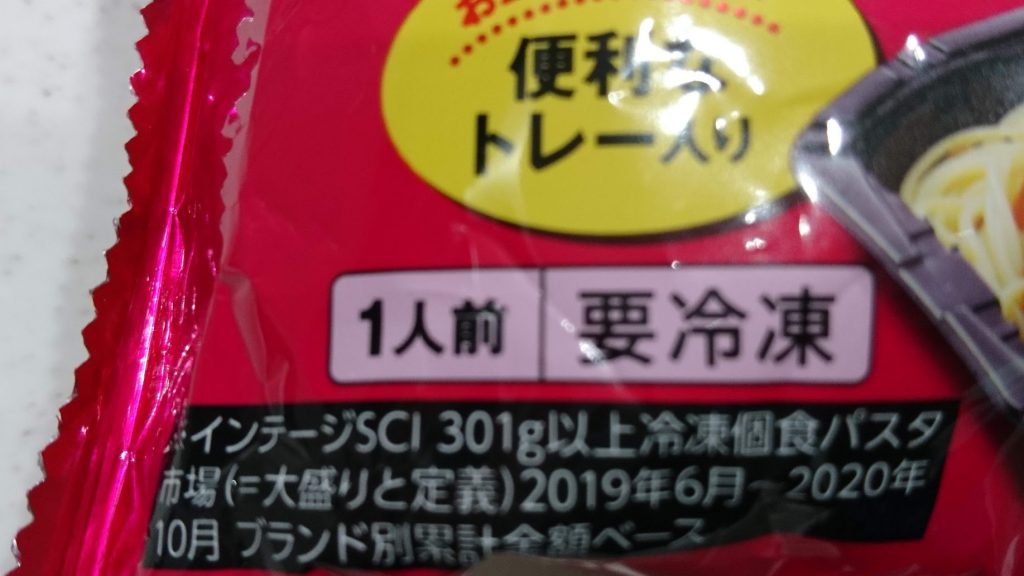 便利な
トレー入り
1人前 要冷凍
※インテージSCI 301g以上冷凍個食パスタ
市場(=大盛りと定義)2019年6月～2020年
10月 ブランド別累計金額ベース